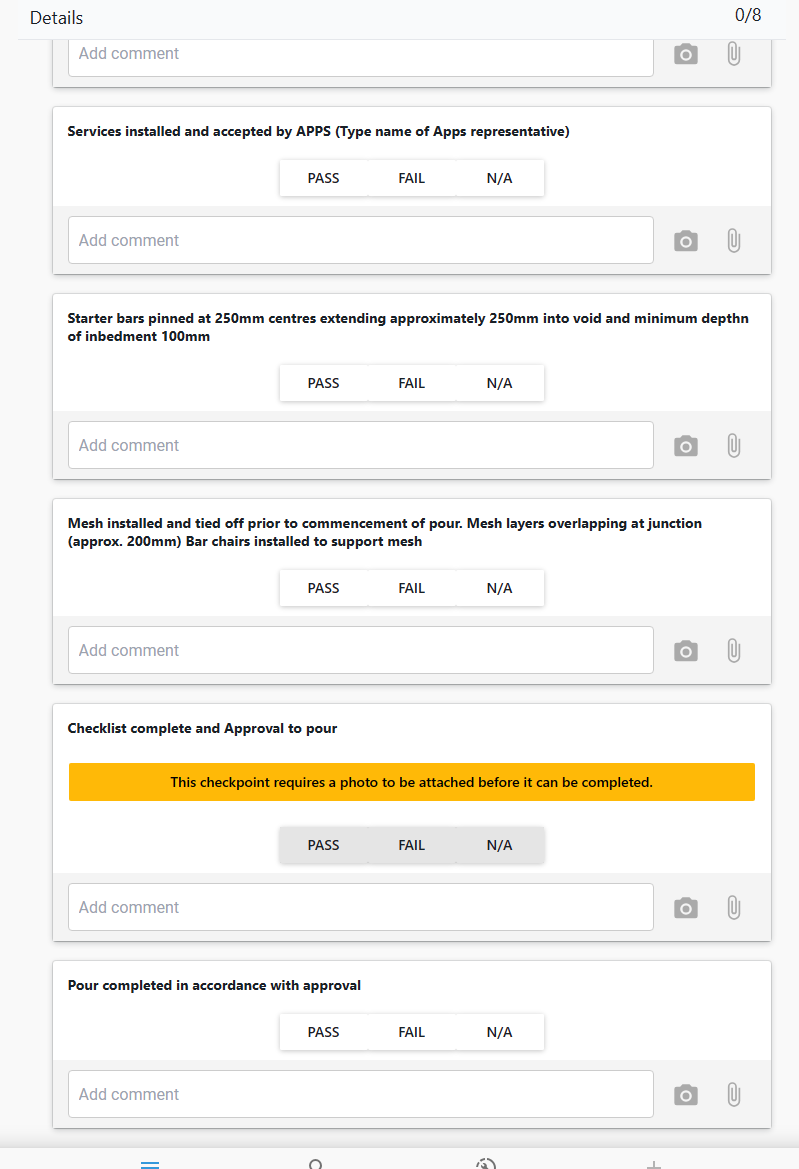 Details
0/8
Add comment
Services installed and accepted by APPS (Type name of Apps representative)
PASS FAIL N/A
Add comment
Starter bars pinned at 250mm centres extending approximately 250mm into void and minimum depthn
of inbedment 100mm
PASS FAIL N/A
Add comment
Mesh installed and tied off prior to commencement of pour. Mesh layers overlapping at junction
(approx. 200mm) Bar chairs installed to support mesh
PASS FAIL N/A
Add comment
Checklist complete and Approval to pour
This checkpoint requires a photo to be attached before it can be completed.
PASS FAIL N/A
Add comment
Pour completed in accordance with approval
PASS FAIL N/A
Add comment